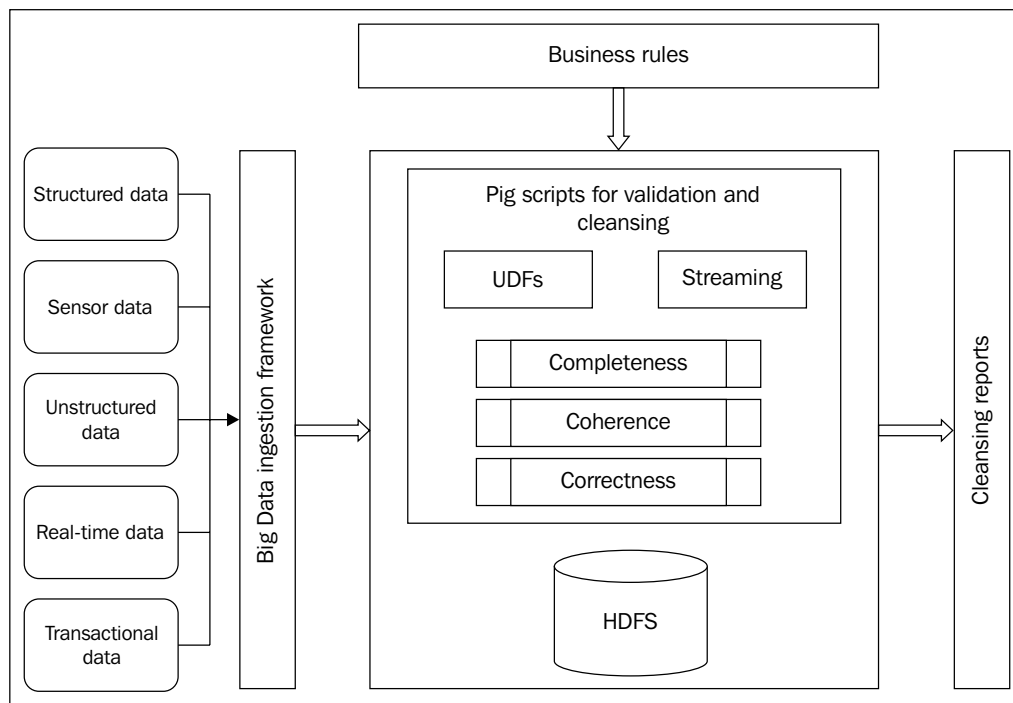 Business rules
Structured data
Sensor data
Unstructured
data
Real-time data
Transactional
data
Big Data ingestion framework
Pig scripts for validation and
cleansing
UDFs
Streaming
Completeness
Coherence
Correctness
HDFS
Cleansing reports